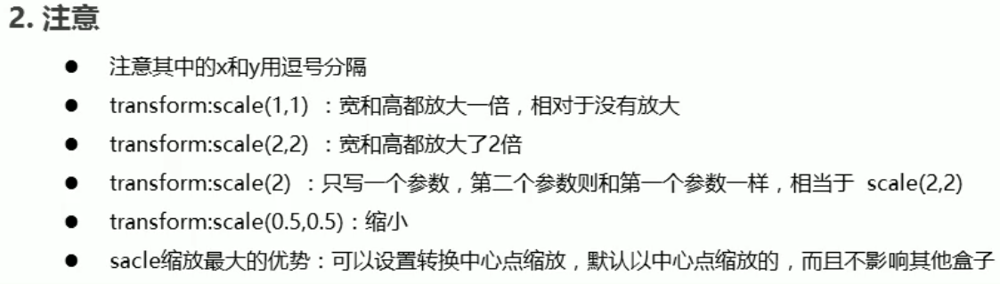 2. 注意
● 注意其中的x和y用逗号分隔
● transform:scale(1,1) ：宽和高都放大一倍，相对于没有放大
● transform:scale(2,2) ：宽和高都放大了2倍
● transform:scale(2) ：只写一个参数，第二个参数则和第一个参数一样，相当于 scale(2,2)
● transform:scale(0.5,0.5)：缩小
● sacle缩放最大的优势：可以设置转换中心点缩放，默认以中心点缩放的，而且不影响其他盒子